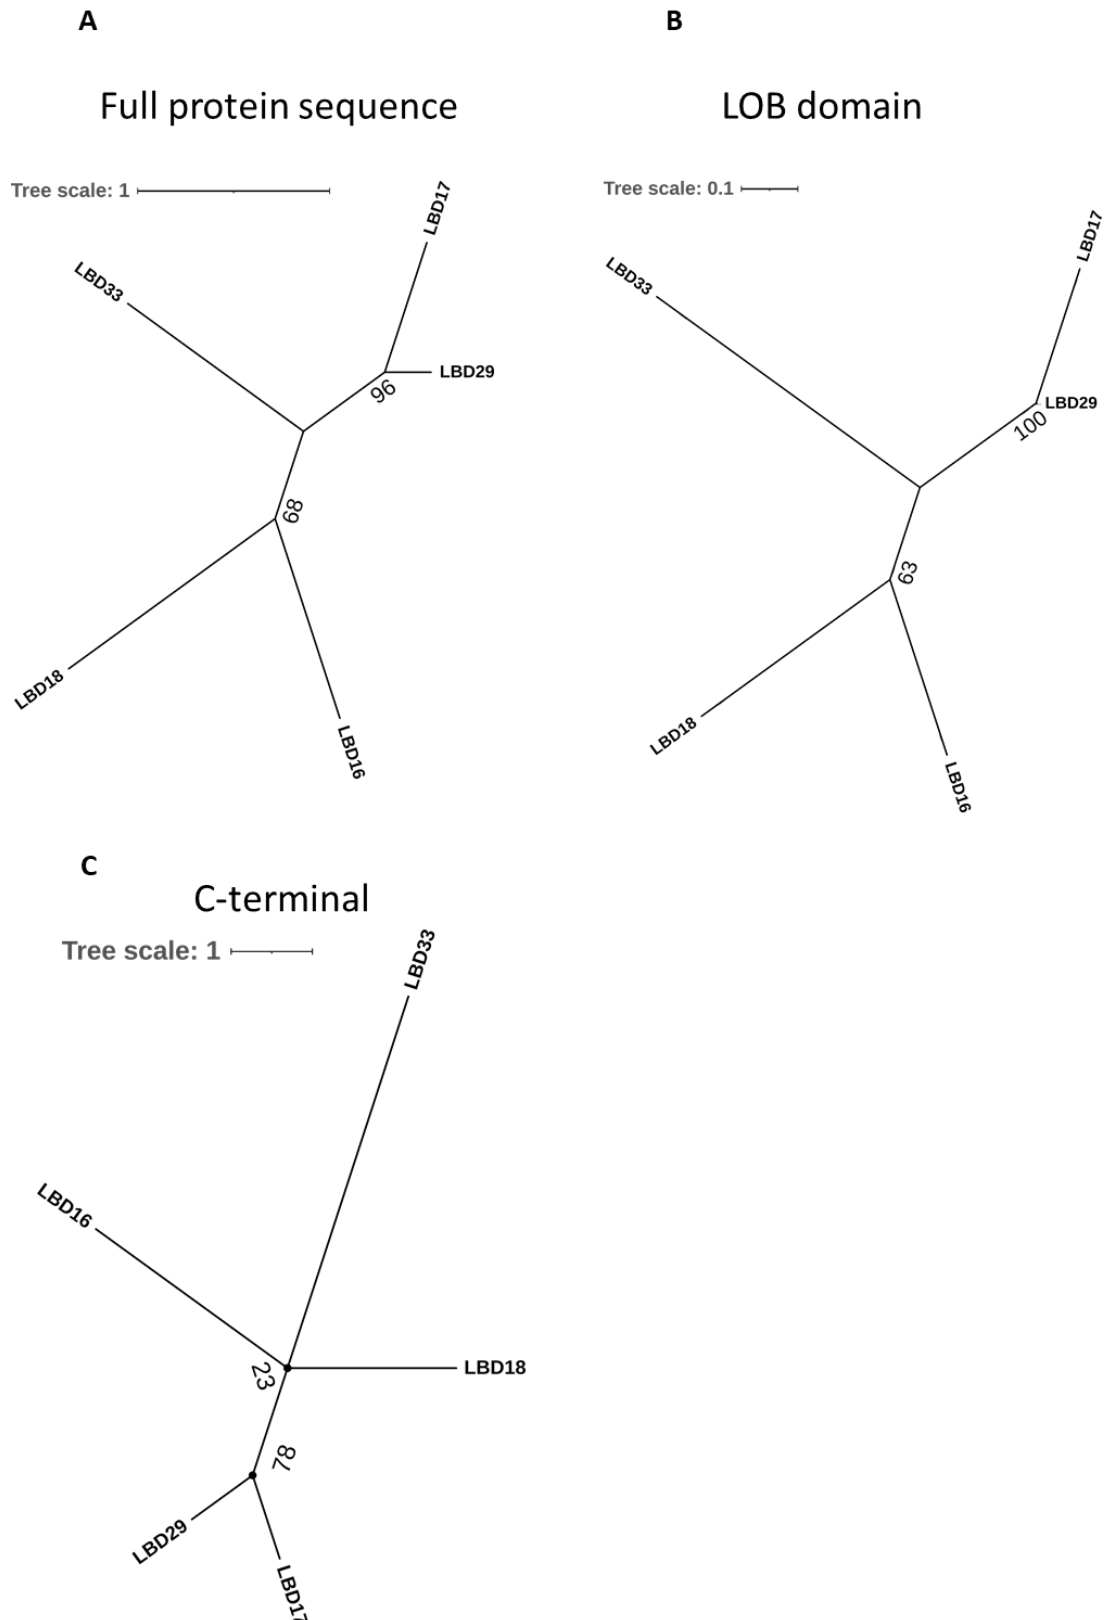 A
Full protein sequence
Tree scale: 1
LBD17
LBD33
LBD29
96
68
LBD18
LBD16
B
LOB domain
Tree scale: 0.1
LBD17
LBD33
LBD29
100
63
LBD18
LBD16
C
C-terminal
Tree scale: 1
LBD33
LBD16
LBD18
23
78
LBD29
LBD17